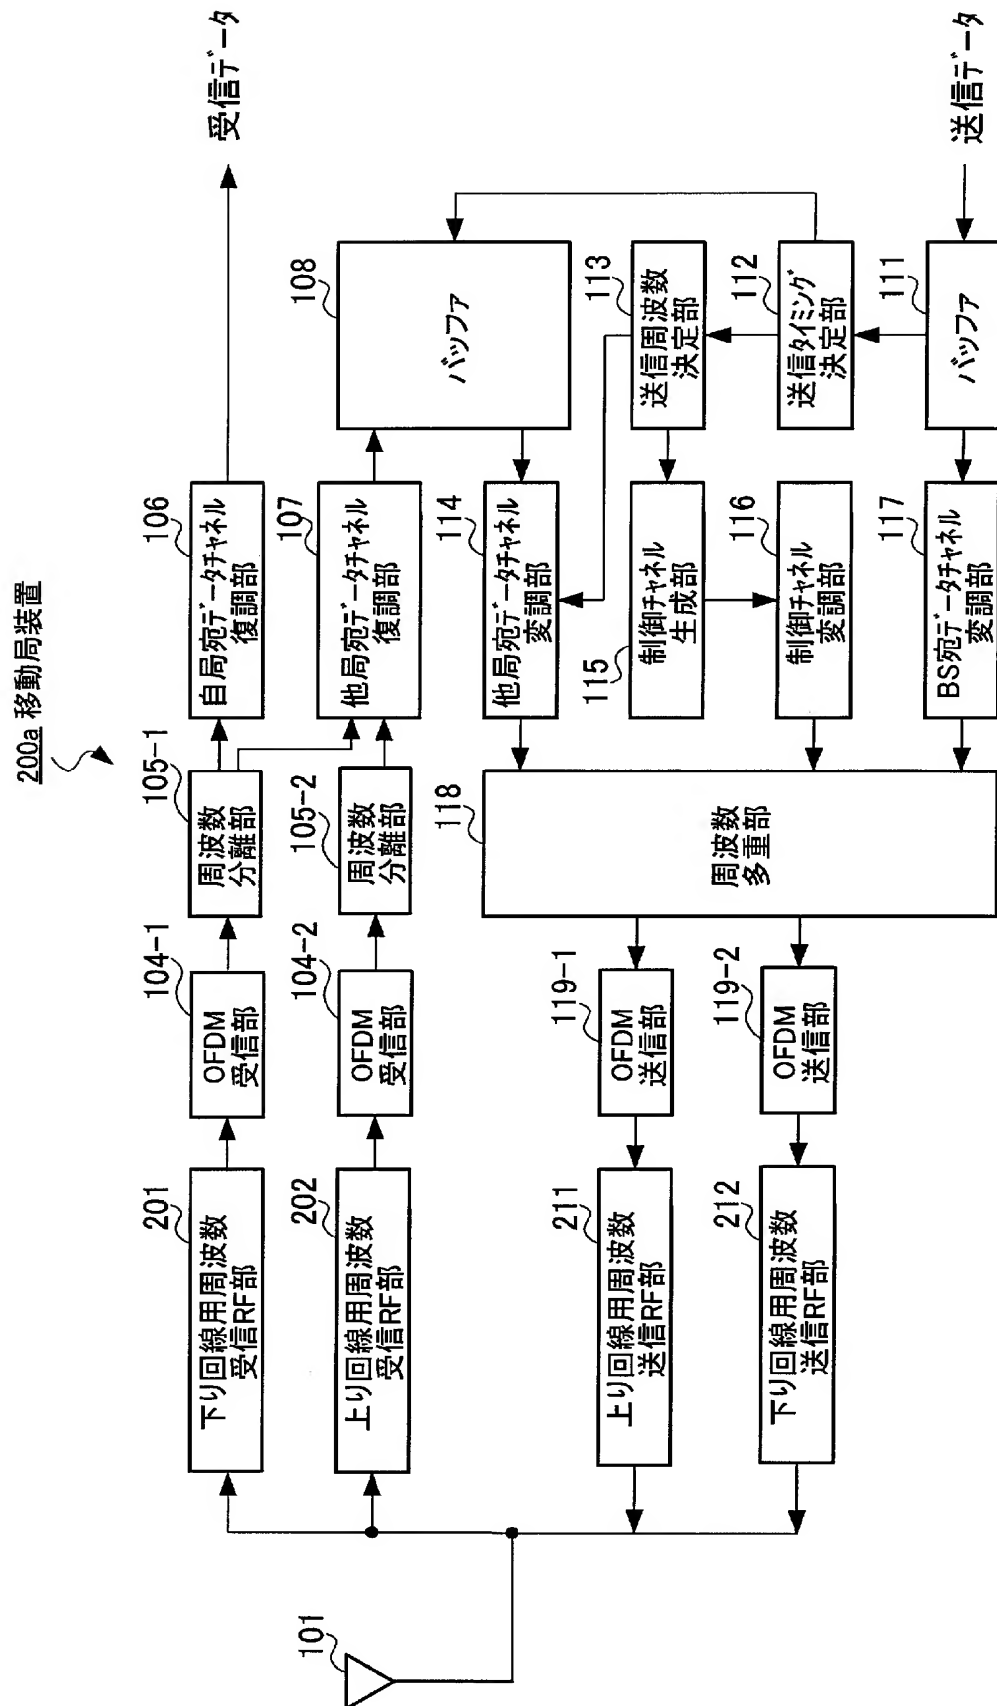 200a 移動局装置
101
201
下り回線用周波数
受信RF部
104-1
OFDM
受信部
105-1
周波数
分離部
106
自局宛データチャネル
復調部
受信データ
202
上り回線用周波数
受信RF部
104-2
OFDM
受信部
105-2
周波数
分離部
107
他局宛データチャネル
復調部
108
バッファ
114
他局宛データチャネル
変調部
113
送信周波数
決定部
115
制御チャネル
生成部
112
送信タイミング
決定部
116
制御チャネル
変調部
111
バッファ
送信データ
117
BS宛データチャネル
変調部
118
周波数
多重部
119-1
OFDM
送信部
211
上り回線用周波数
送信RF部
119-2
OFDM
送信部
212
下り回線用周波数
送信RF部